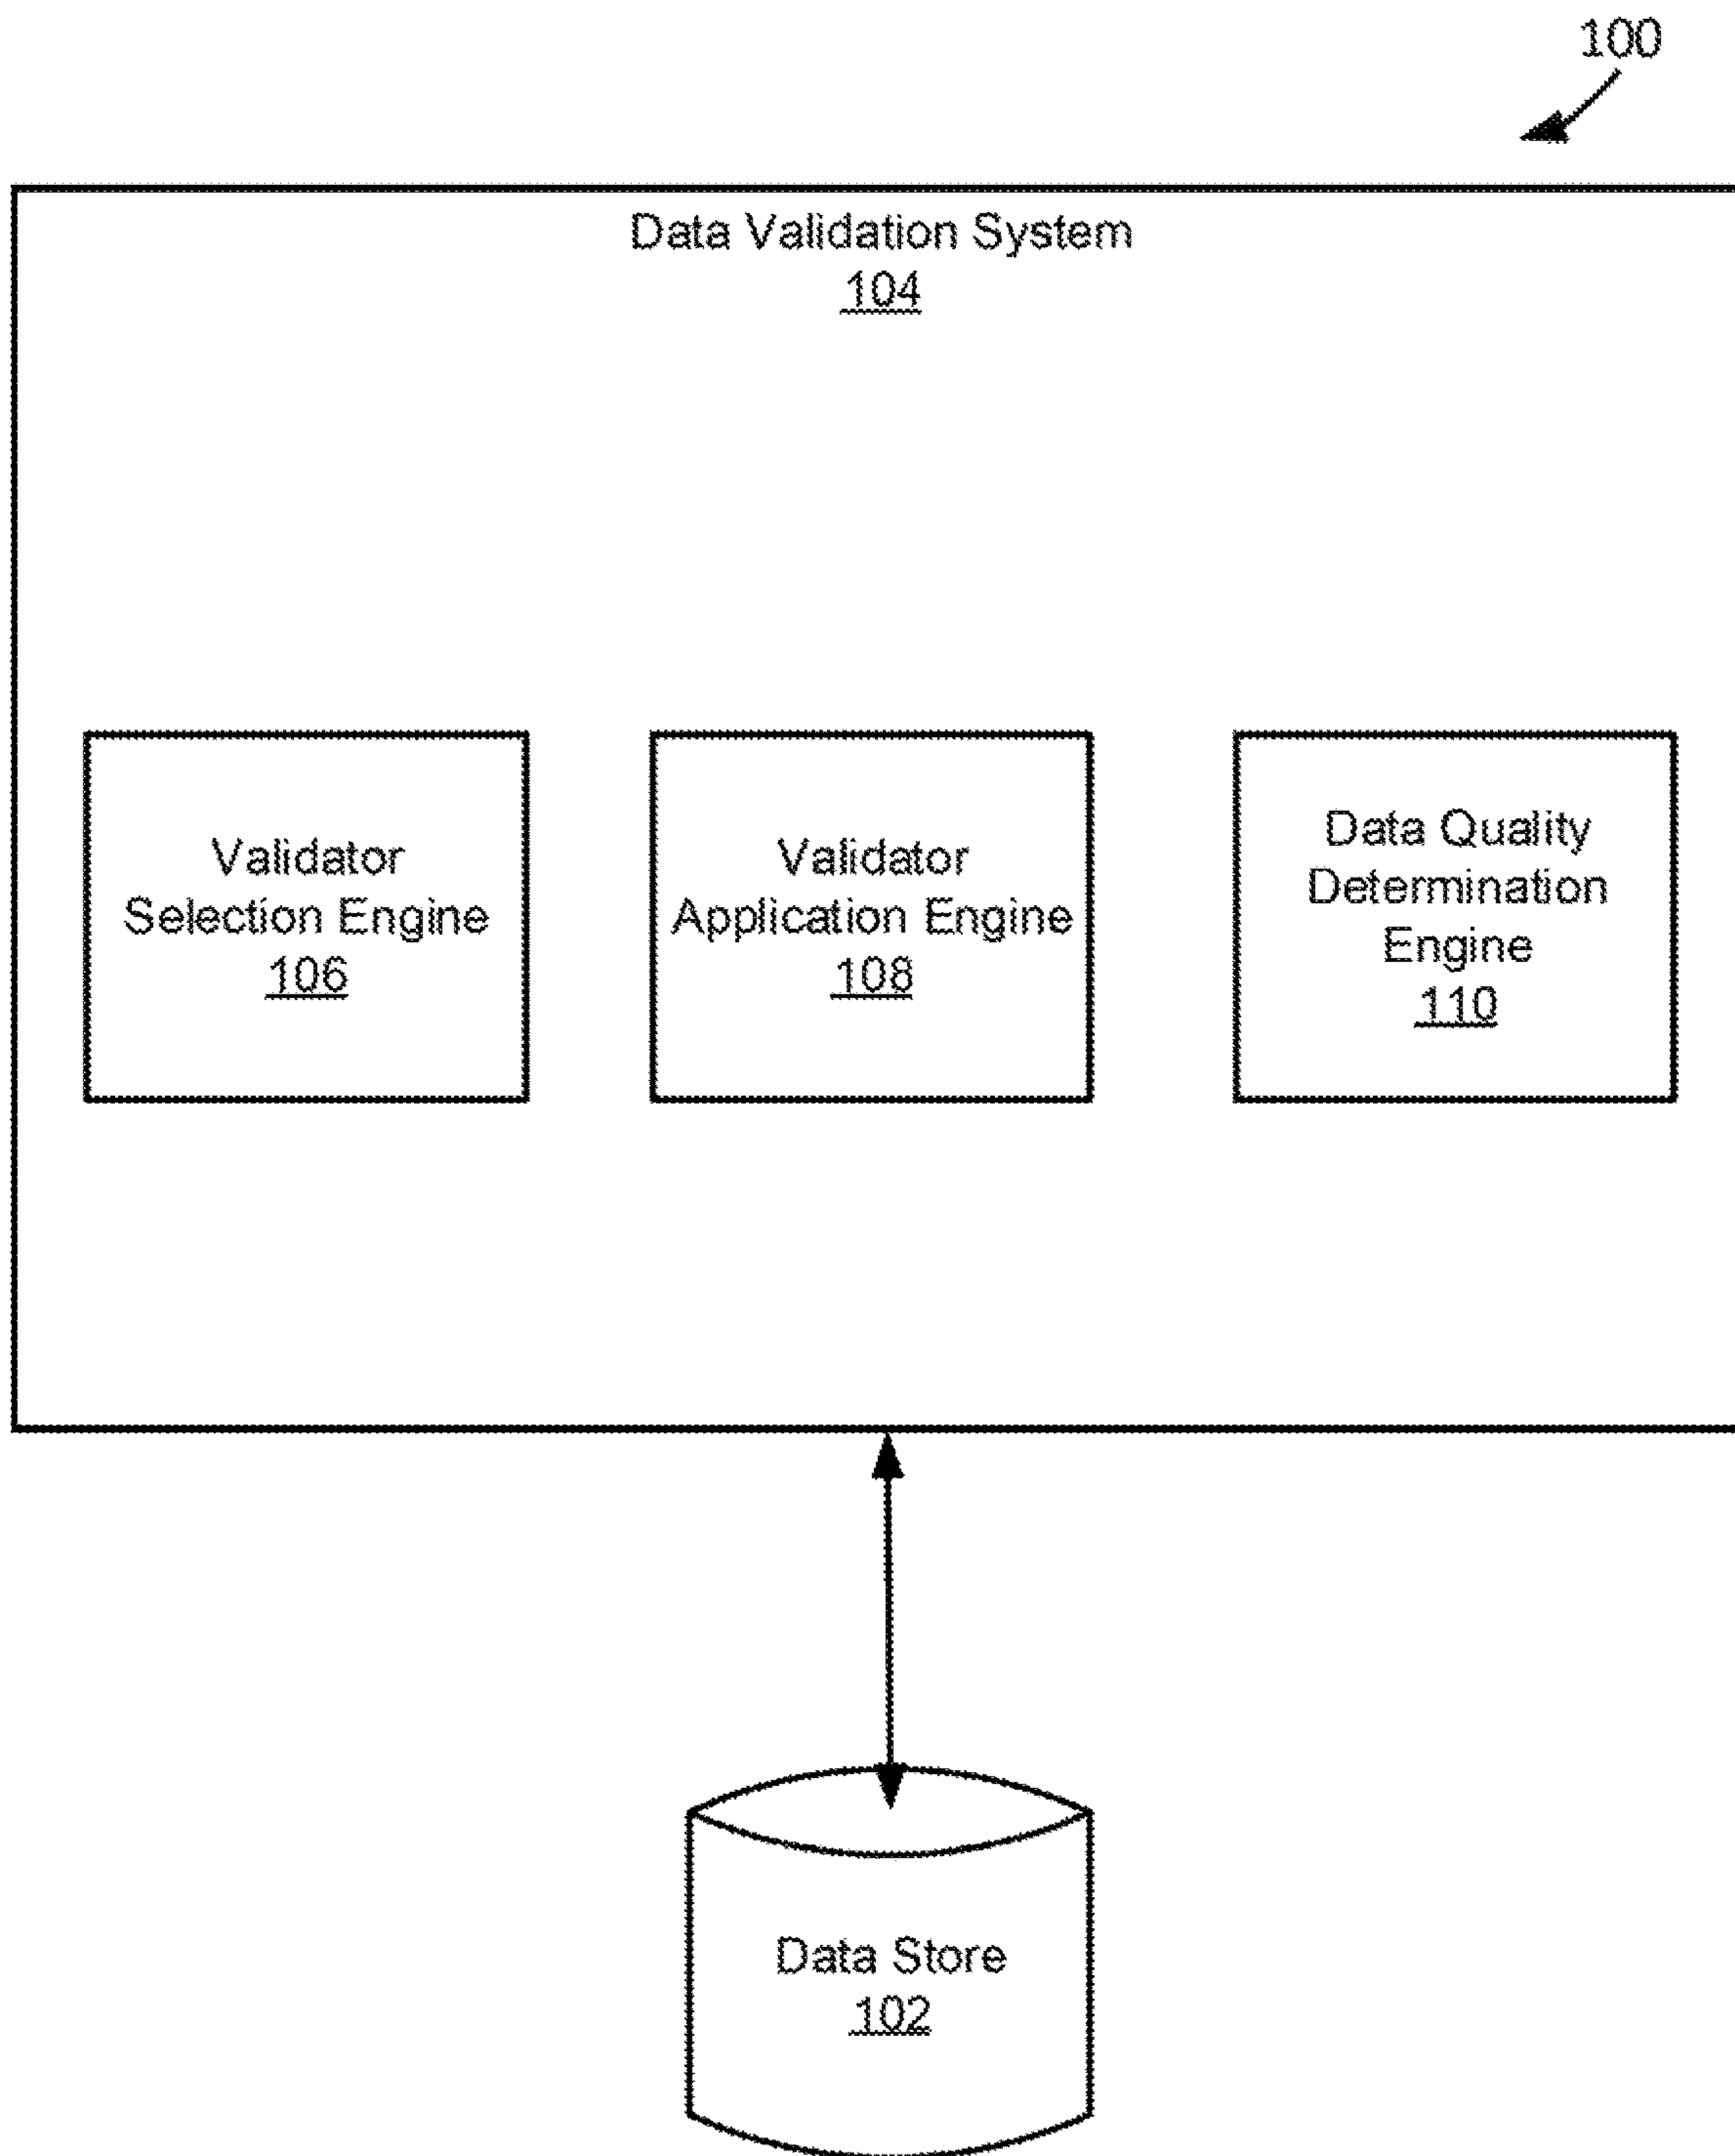 100
Data Validation System
104
Validator
Selection Engine
106
Validator
Application Engine
108
Data Quality
Determination
Engine
110
Data Store
102